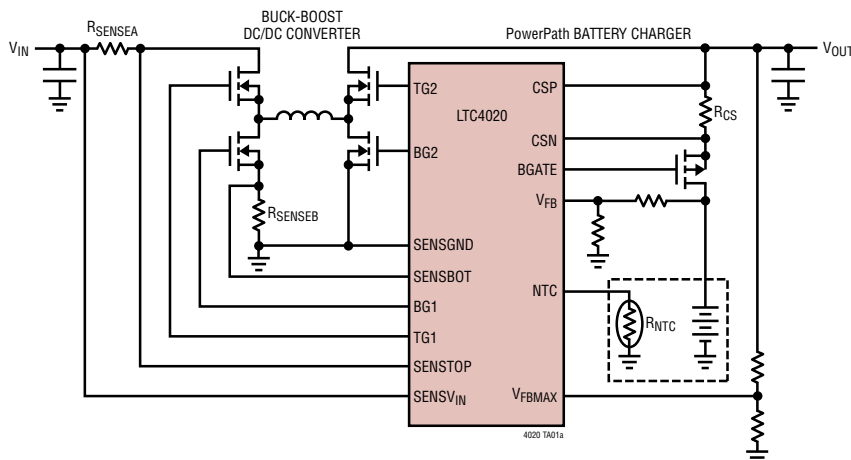 BUCK-BOOST
DC/DC CONVERTER
PowerPath BATTERY CHARGER
RSENSEA
VIN
VOUT
TG2
CSP
LTC4020
RCS
CSN
BG2
BGATE
VFB
RSENSEB
SENSGND
SENSBOT
NTC
BG1
RNTC
TG1
SENSTOP
SENSVIN
VFBMAX
4020 TA01a